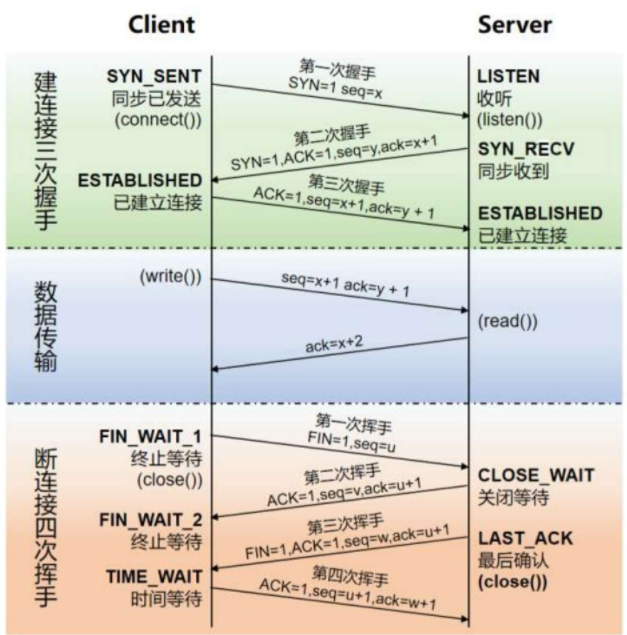 Client
Server
建连接三次握手
SYN_SENT
同步已发送
(connect())
第一次握手
SYN=1 seq=x
LISTEN
收听
(listen())
第二次握手
SYN=1,ACK=1,seq=y,ack=x+1
SYN_RECV
同步收到
ESTABLISHED
已建立连接
第三次握手
ACK=1,seq=x+1,ack=y + 1
ESTABLISHED
已建立连接
数据传输
(write())
seq=x+1 ack=y + 1
(read())
ack=x+2
断连接四次挥手
FIN_WAIT_1
终止等待
(close())
第一次挥手
FIN=1,seq=u
CLOSE_WAIT
关闭等待
第二次挥手
ACK=1,seq=v,ack=u+1
FIN_WAIT_2
终止等待
第三次挥手
FIN=1,ACK=1,seq=w,ack=u+1
LAST_ACK
最后确认
(close())
TIME_WAIT
时间等待
第四次挥手
ACK=1,seq=u+1,ack=w+1